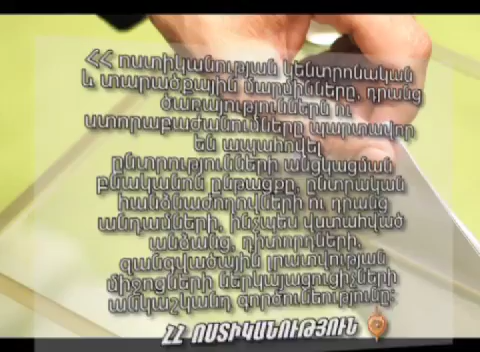 ՀՀ ոստիկանության կենտրոնական
և տարածքային մարմինները, դրանց
ծառայություններն ու
ստորաբաժանումները պարտավոր
են ապահովել
ընտրությունների անցկացման
բնականոն ընթացքը, ընտրական
հանձնաժողովների ու դրանց
անդամների, ինչպես վստահված
անձանց, դիտորդների,
զանգվածային լրատվության
միջոցների ներկայացուցիչների
անկաշկանդ գործունեությունը:
ՀՀ ՈՍՏԻԿԱՆՈՒԹՅՈՒՆ